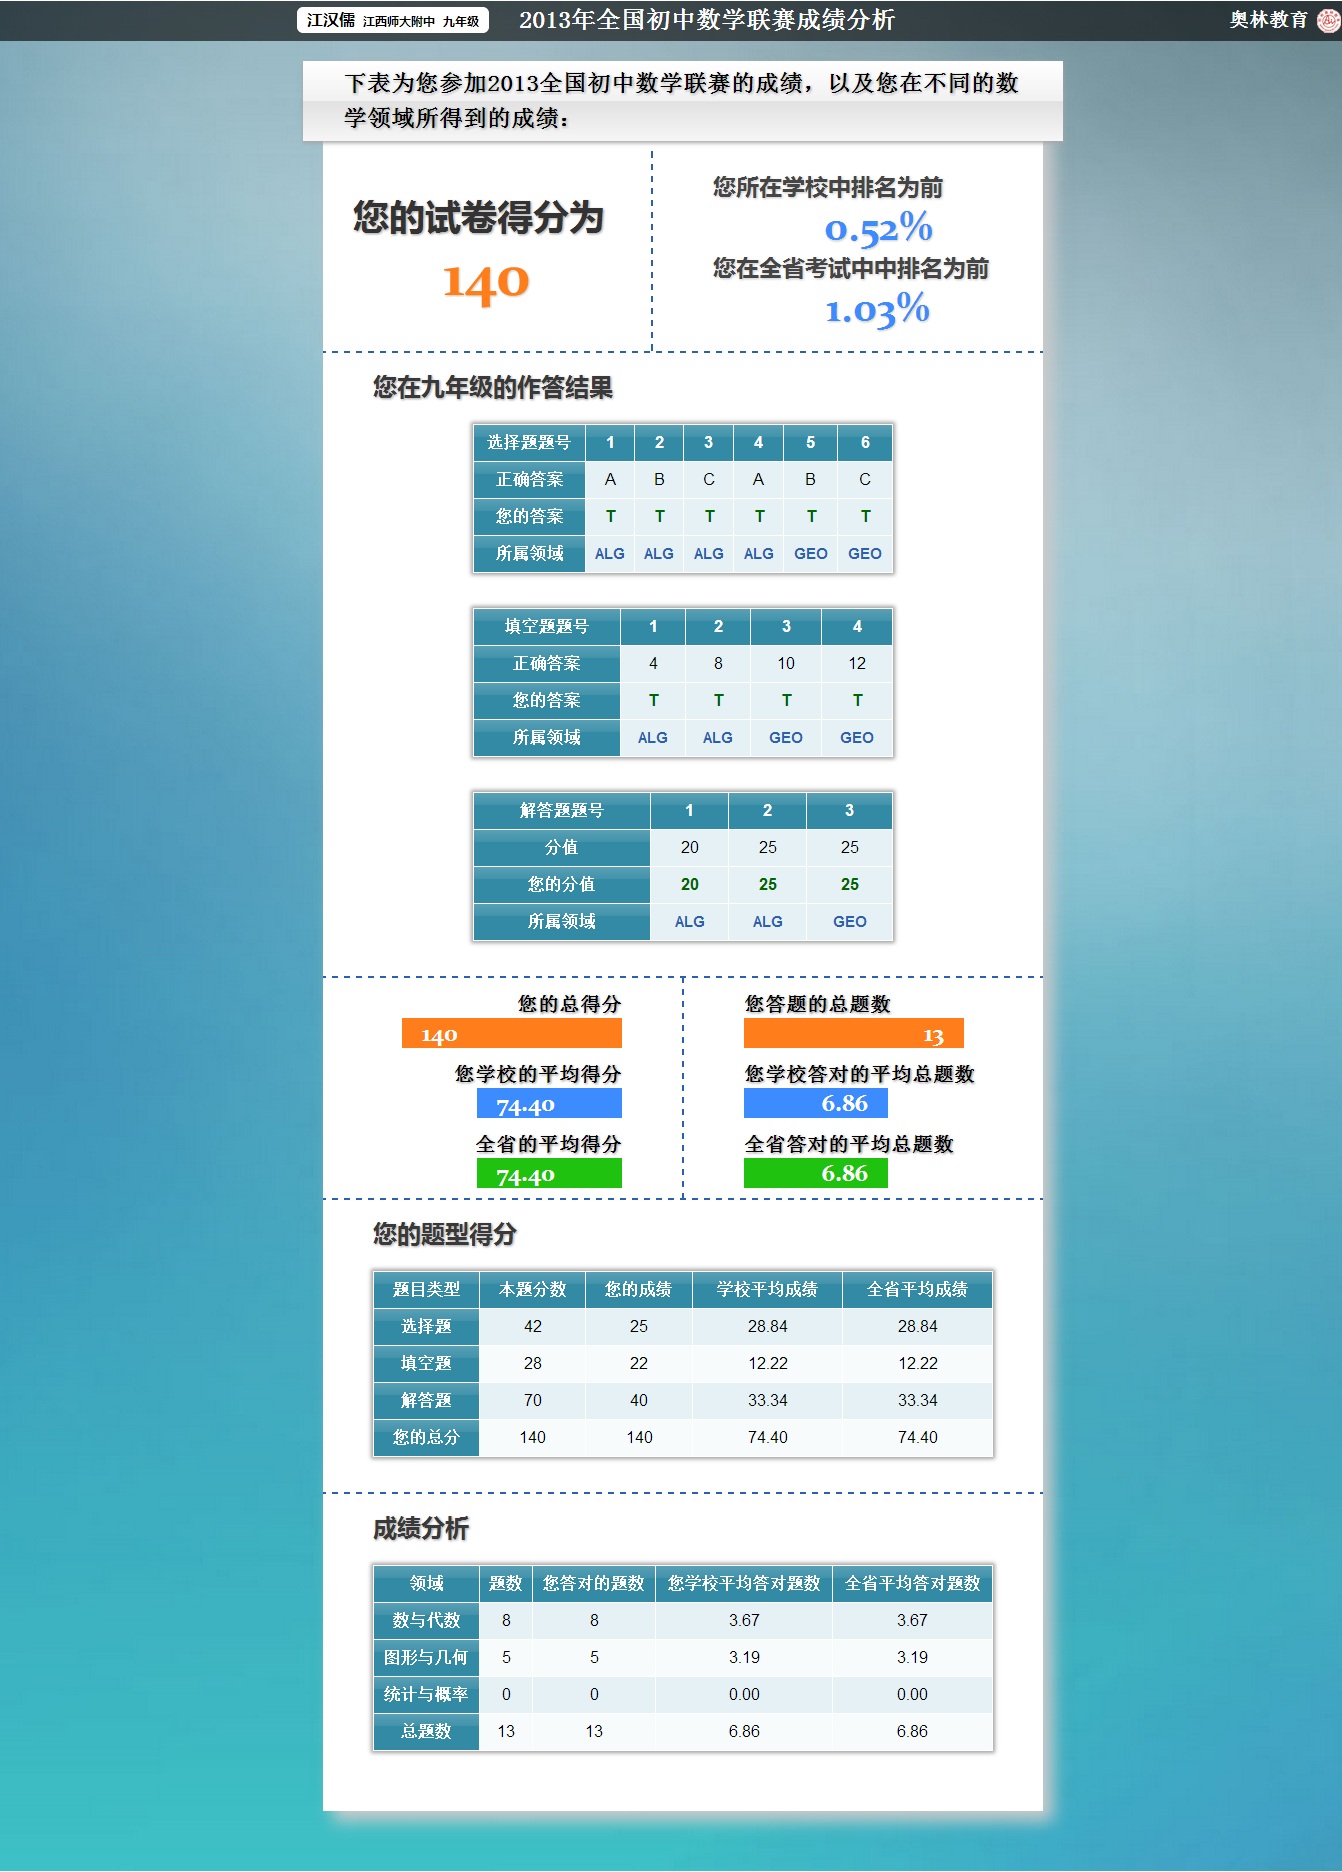 江汉儒 江西师大附中 九年级 2013年全国初中数学联赛成绩分析 奥林教育
下表为您参加2013全国初中数学联赛的成绩，以及您在不同的数
学领域所得到的成绩：
您的试卷得分为
140
您所在学校中排名为前
0.52%
您在全省考试中中排名为前
1.03%
您在九年级的作答结果
选择题题号 1 2 3 4 5 6
正确答案 A B C A B C
您的答案 T T T T T T
所属领域 ALG ALG ALG ALG GEO GEO
填空题题号 1 2 3 4
正确答案 4 8 10 12
您的答案 T T T T
所属领域 ALG ALG GEO GEO
解答题题号 1 2 3
分值 20 25 25
您的分值 20 25 25
所属领域 ALG ALG GEO
您的总得分
140
您学校的平均得分
74.40
全省的平均得分
74.40
您答题的总题数
13
您学校答对的平均总题数
6.86
全省答对的平均总题数
6.86
您的题型得分
题目类型 本题分数 您的成绩 学校平均成绩 全省平均成绩
选择题 42 25 28.84 28.84
填空题 28 22 12.22 12.22
解答题 70 40 33.34 33.34
您的总分 140 140 74.40 74.40
成绩分析
领域 题数 您答对的题数 您学校平均答对题数 全省平均答对题数
数与代数 8 8 3.67 3.67
图形与几何 5 5 3.19 3.19
统计与概率 0 0 0.00 0.00
总题数 13 13 6.86 6.86